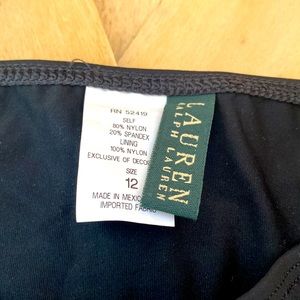 RN 52419
SELF
80% NYLON
20% SPANDEX
LINING
100% NYLON
EXCLUSIVE OF DECO
SIZE
12
MADE IN MEXICO
IMPORTED FABRIC
LAUREN
RALPH LAUREN